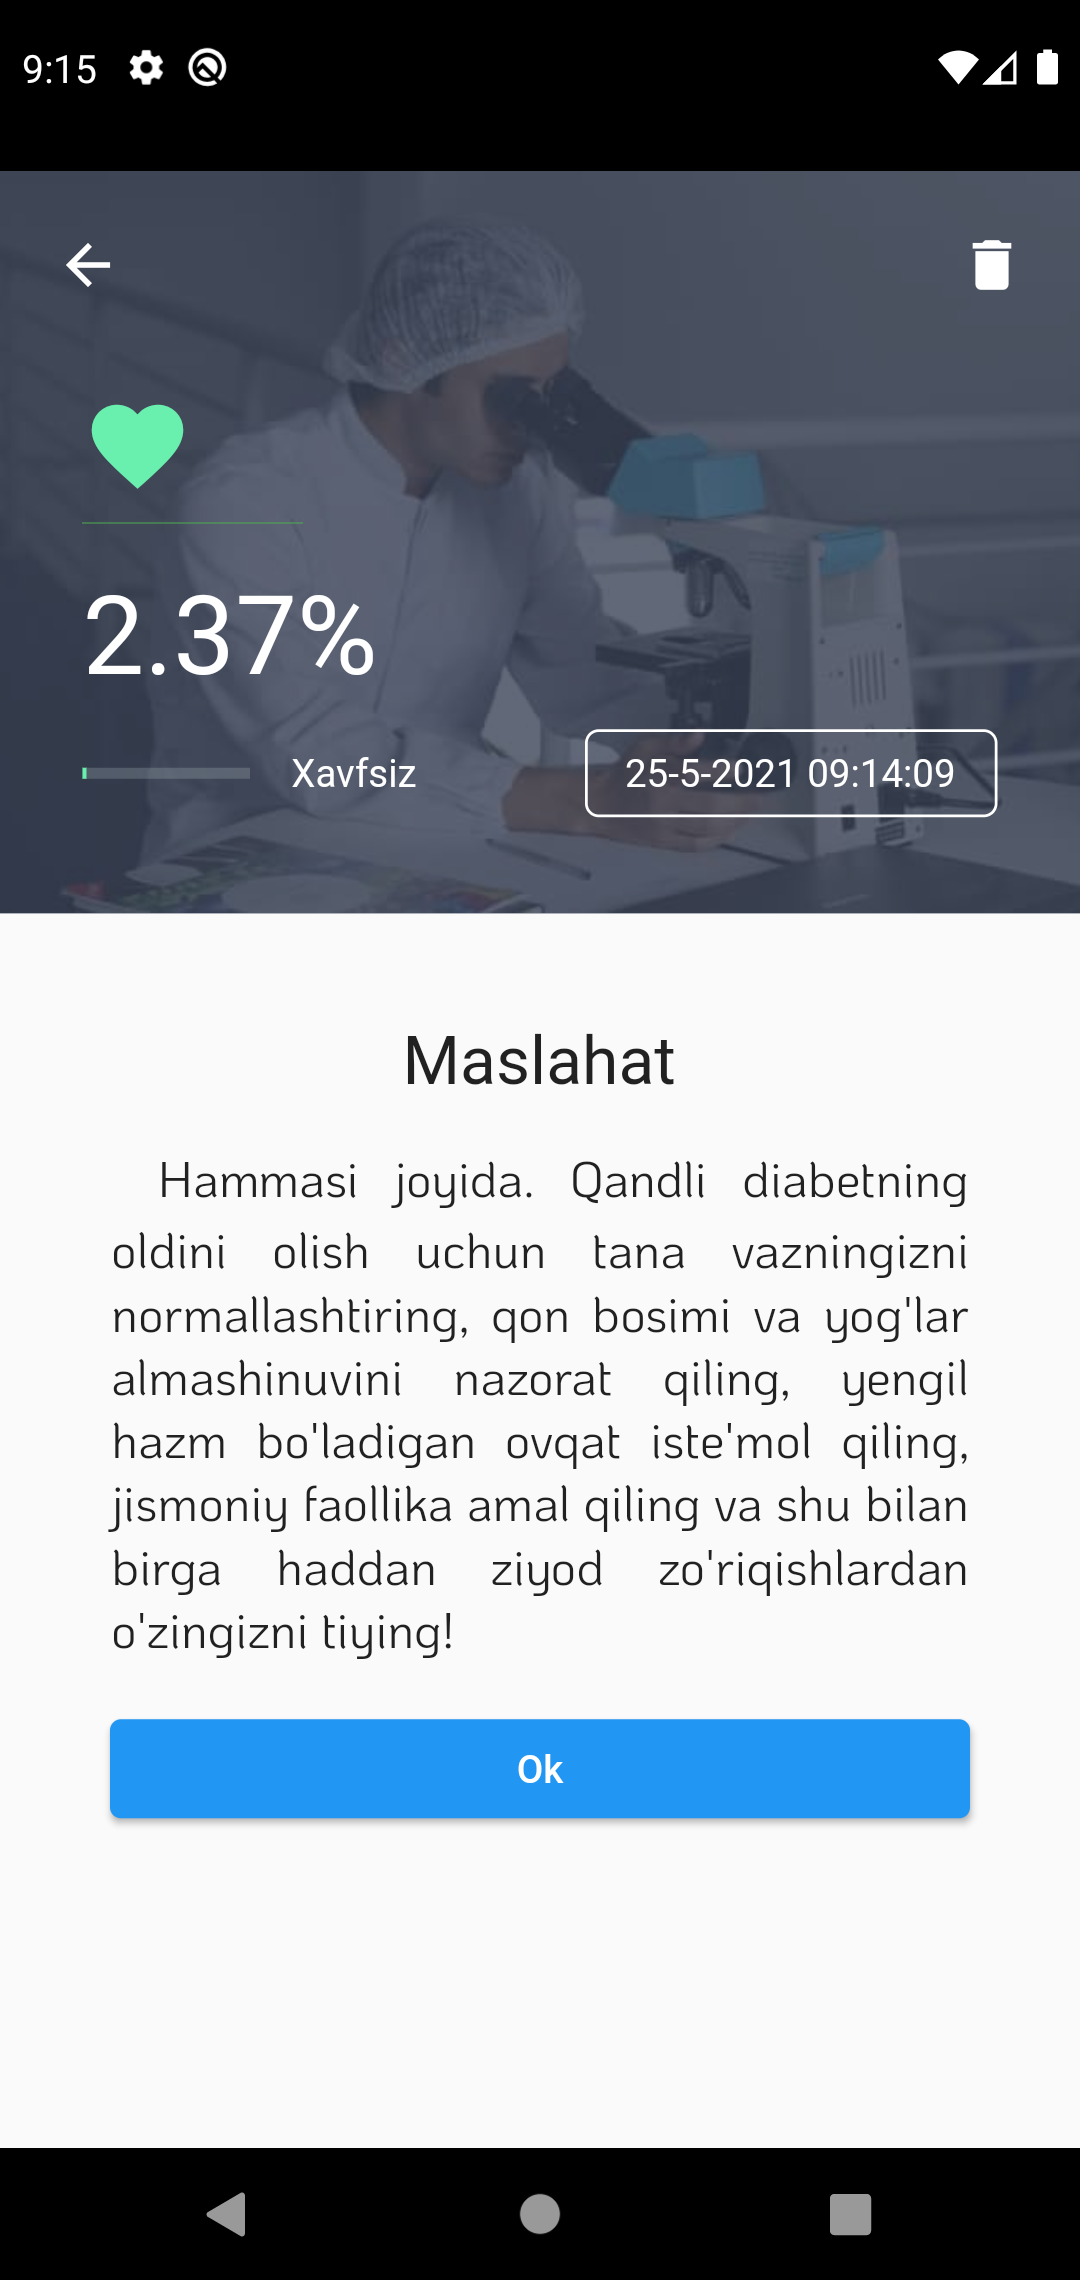 9:15
2.37%
Xavfsiz
25-5-2021 09:14:09
Maslahat
Hammasi joyida. Qandli diabetning
oldini olish uchun tana vazningizni
normallashtiring, qon bosimi va yog'lar
almashinuvini nazorat qiling, yengil
hazm bo'ladigan ovqat iste'mol qiling,
jismoniy faollika amal qiling va shu bilan
birga haddan ziyod zo'riqishlardan
o'zingizni tiying!
Ok